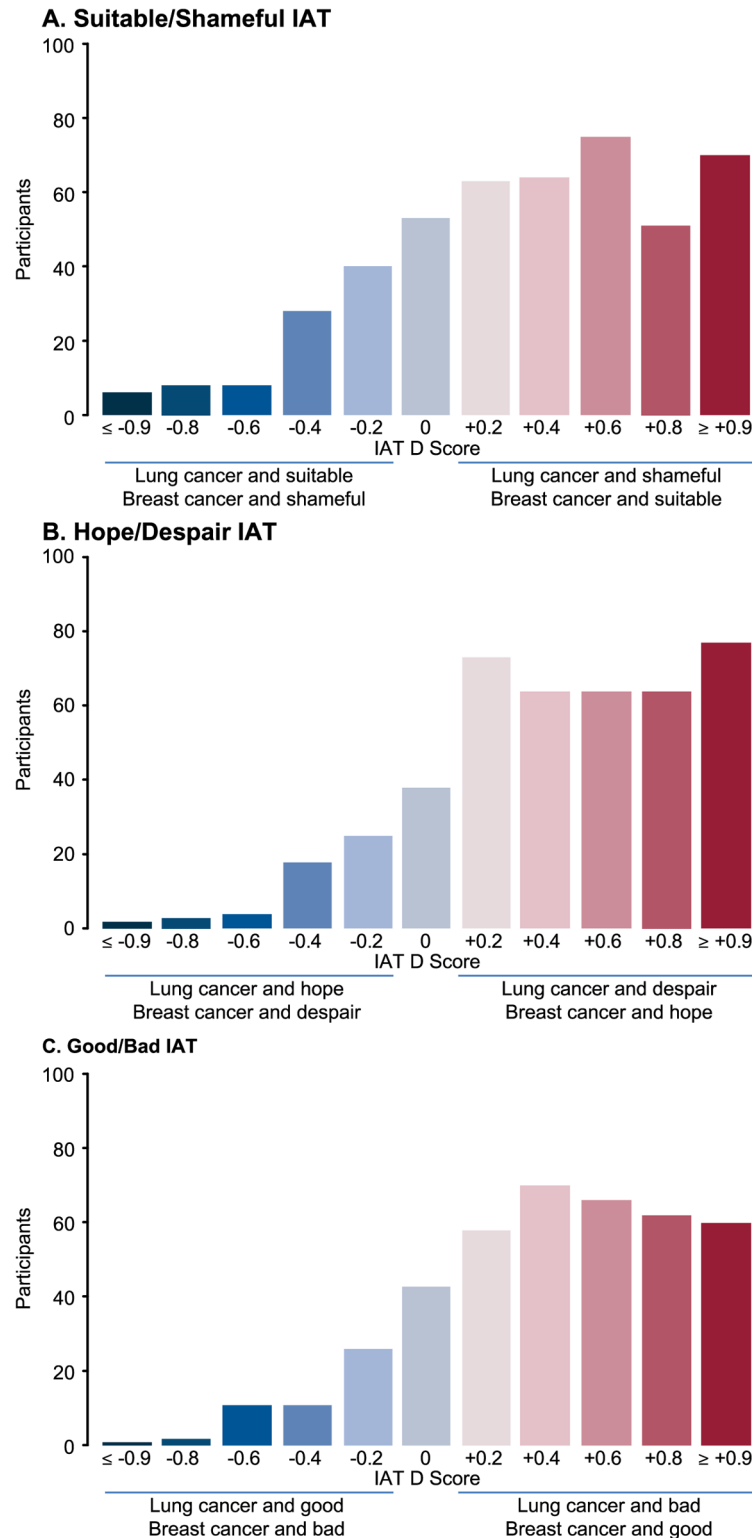 A. Suitable/Shameful IAT
100
80
60
40
20
0
Participants
≤ -0.9 -0.8 -0.6 -0.4 -0.2 0 +0.2 +0.4 +0.6 +0.8 ≥ +0.9
IAT D Score
Lung cancer and suitable Lung cancer and shameful
Breast cancer and shameful Breast cancer and suitable
B. Hope/Despair IAT
100
80
60
40
20
0
Participants
≤ -0.9 -0.8 -0.6 -0.4 -0.2 0 +0.2 +0.4 +0.6 +0.8 ≥ +0.9
IAT D Score
Lung cancer and hope Lung cancer and despair
Breast cancer and despair Breast cancer and hope
C. Good/Bad IAT
100
80
60
40
20
0
Participants
≤ -0.9 -0.8 -0.6 -0.4 -0.2 0 +0.2 +0.4 +0.6 +0.8 ≥ +0.9
IAT D Score
Lung cancer and good Lung cancer and bad
Breast cancer and bad Breast cancer and good